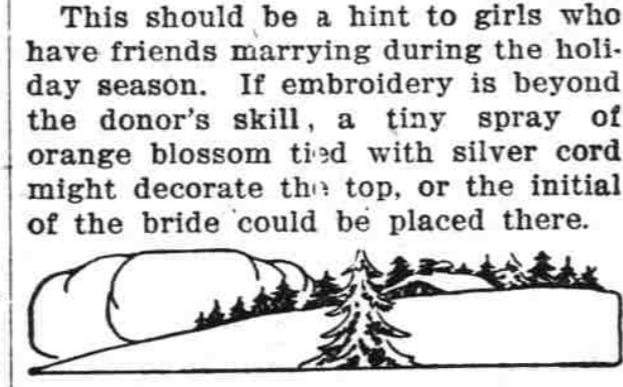 This should be a hint to girls who
have friends marrying during the holi-
day season. If embroidery is beyond
the donor's skill, a tiny spray of
orange blossom tied with silver cord
might decorate the top, or the initial
of the bride could be placed there.